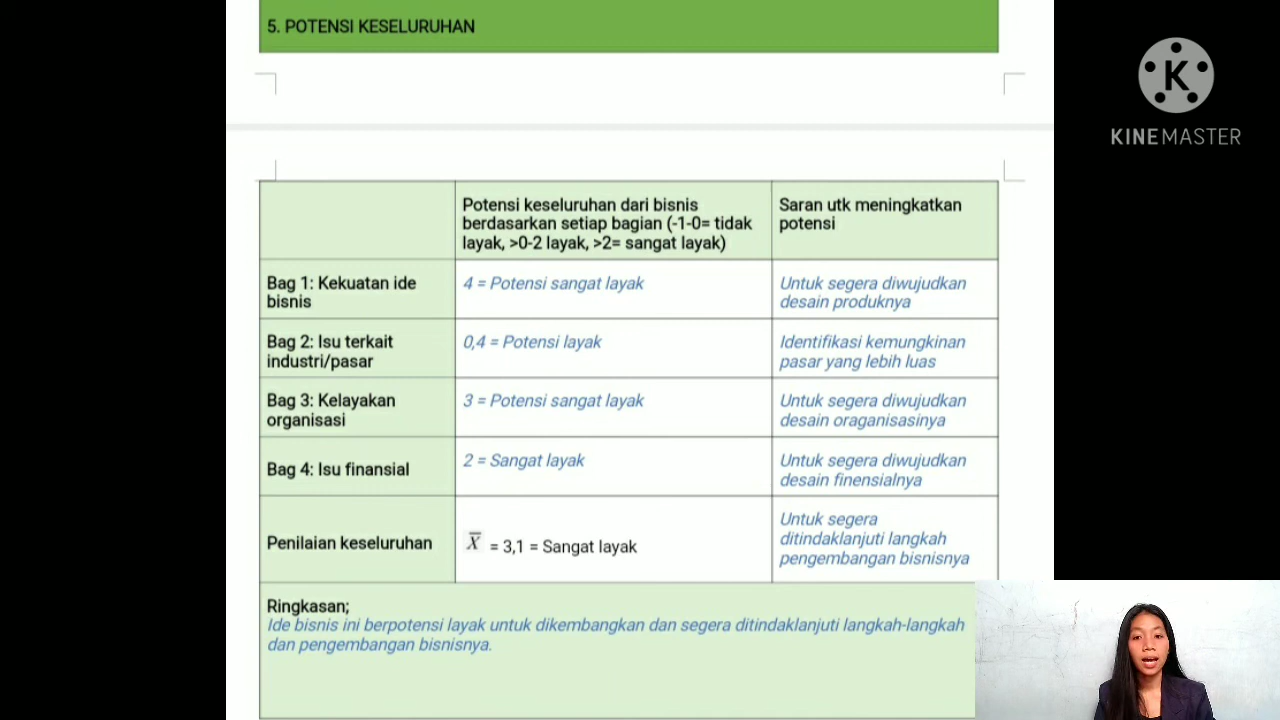 5. POTENSI KESELURUHAN
K
KINEMASTER
Potensi keseluruhan dari bisnis
berdasarkan setiap bagian (-1-0= tidak
layak, >0-2 layak, >2= sangat layak)
Saran utk meningkatkan
potensi
Bag 1: Kekuatan ide
bisnis
4 = Potensi sangat layak
Untuk segera diwujudkan
desain produknya
Bag 2: Isu terkait
industri/pasar
0,4 = Potensi layak
Identifikasi kemungkinan
pasar yang lebih luas
Bag 3: Kelayakan
organisasi
3 = Potensi sangat layak
Untuk segera diwujudkan
desain oraganisasinya
Bag 4: Isu finansial
2 = Sangat layak
Untuk segera diwujudkan
desain finensialnya
Penilaian keseluruhan
X̅ = 3,1 = Sangat layak
Untuk segera
ditindaklanjuti langkah
pengembangan bisnisnya
Ringkasan;
Ide bisnis ini berpotensi layak untuk dikembangkan dan segera ditindaklanjuti langkah-langkah
dan pengembangan bisnisnya.